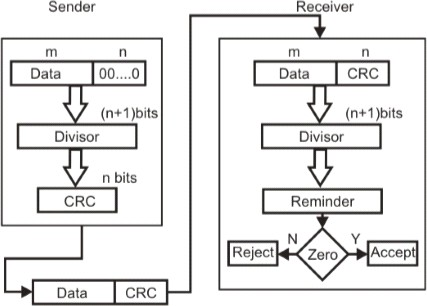 Sender
m n
Data 00....0
(n+1)bits
Divisor
n bits
CRC
Data CRC
Receiver
m n
Data CRC
(n+1)bits
Divisor
Reminder
N Y
Reject Zero Accept